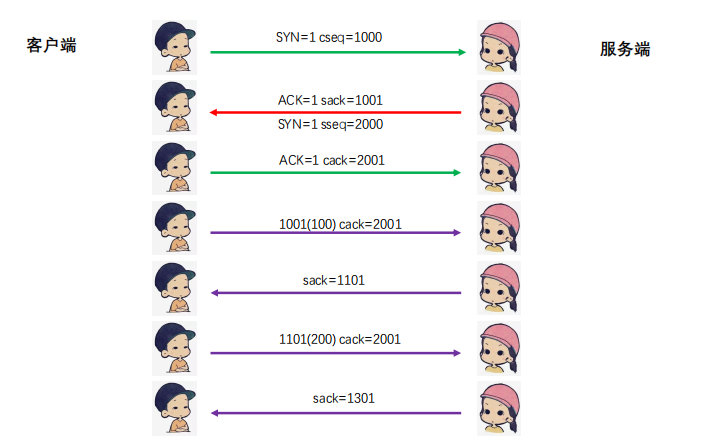 客户端
服务端
SYN=1 cseq=1000
ACK=1 sack=1001
SYN=1 sseq=2000
ACK=1 cack=2001
1001(100) cack=2001
sack=1101
1101(200) cack=2001
sack=1301